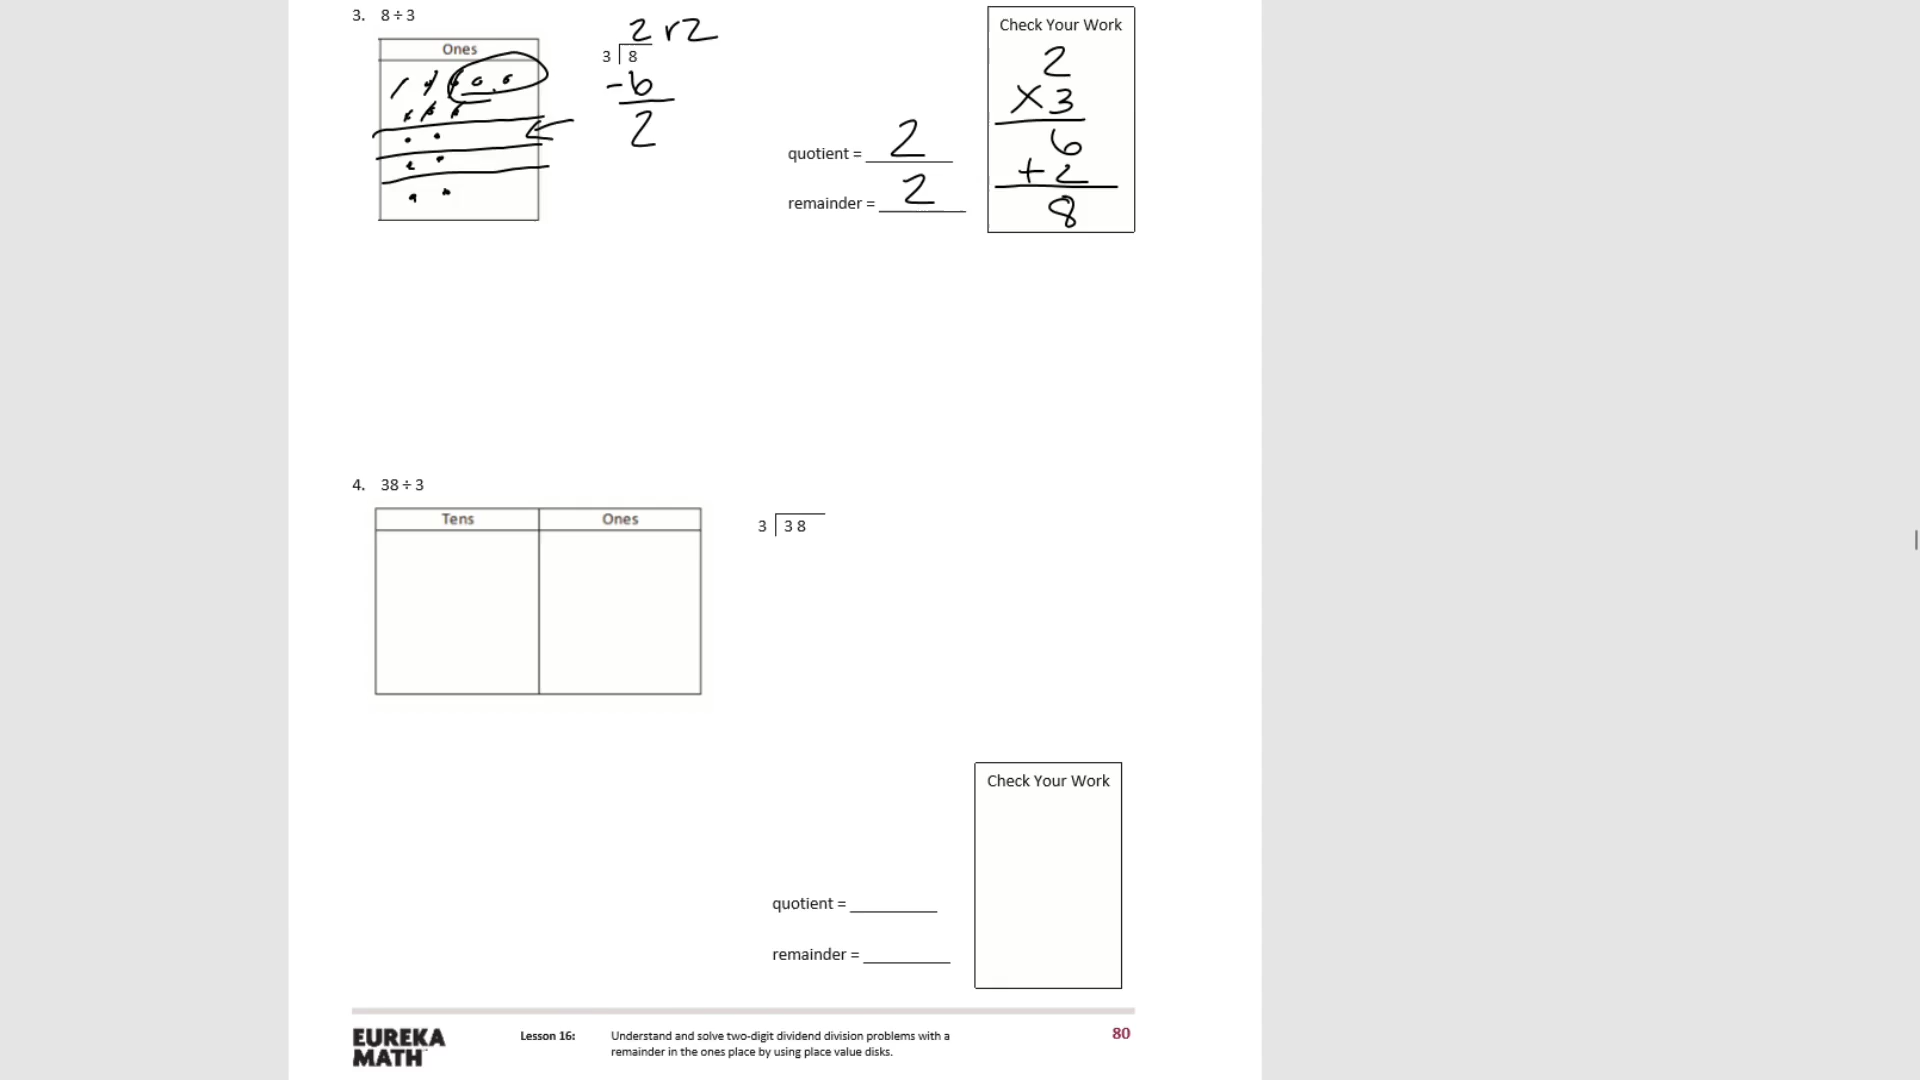 3. 8 ÷ 3
Ones
2 r2
3 8
-6
2
quotient = 2
remainder = 2
Check Your Work
2
x3
6
+2
8
4. 38 ÷ 3
Tens Ones
3 38
Check Your Work
quotient =
remainder =
EUREKA
MATH™
Lesson 16: Understand and solve two-digit dividend division problems with a
remainder in the ones place by using place value disks.
80